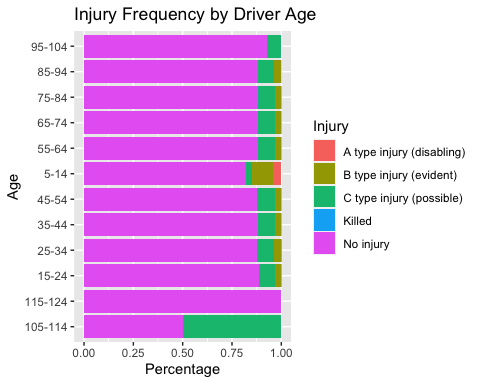 Injury Frequency by Driver Age
95-104
85-94
75-84
65-74
55-64
5-14
45-54
35-44
25-34
15-24
115-124
105-114
Age
0.00 0.25 0.50 0.75 1.00
Percentage
Injury
A type injury (disabling)
B type injury (evident)
C type injury (possible)
Killed
No injury